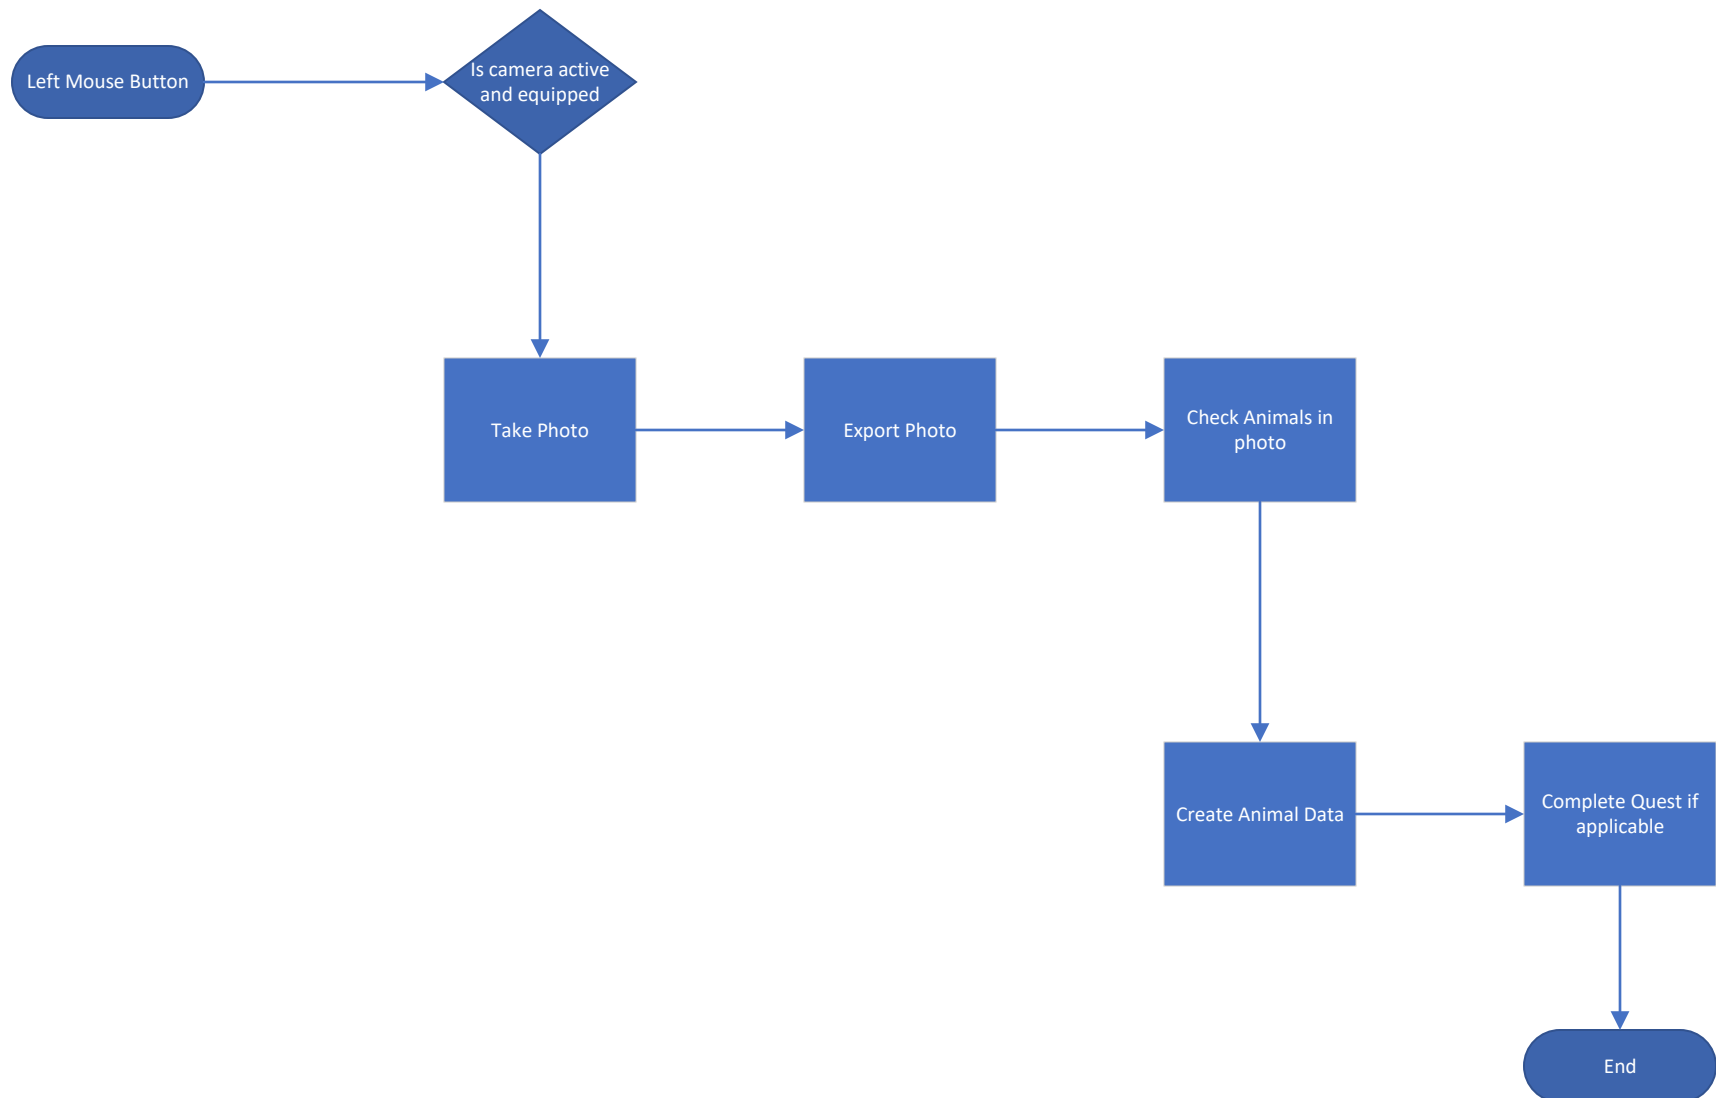 Left Mouse Button
Is camera active
and equipped
Take Photo
Export Photo
Check Animals in
photo
Create Animal Data
Complete Quest if
applicable
End